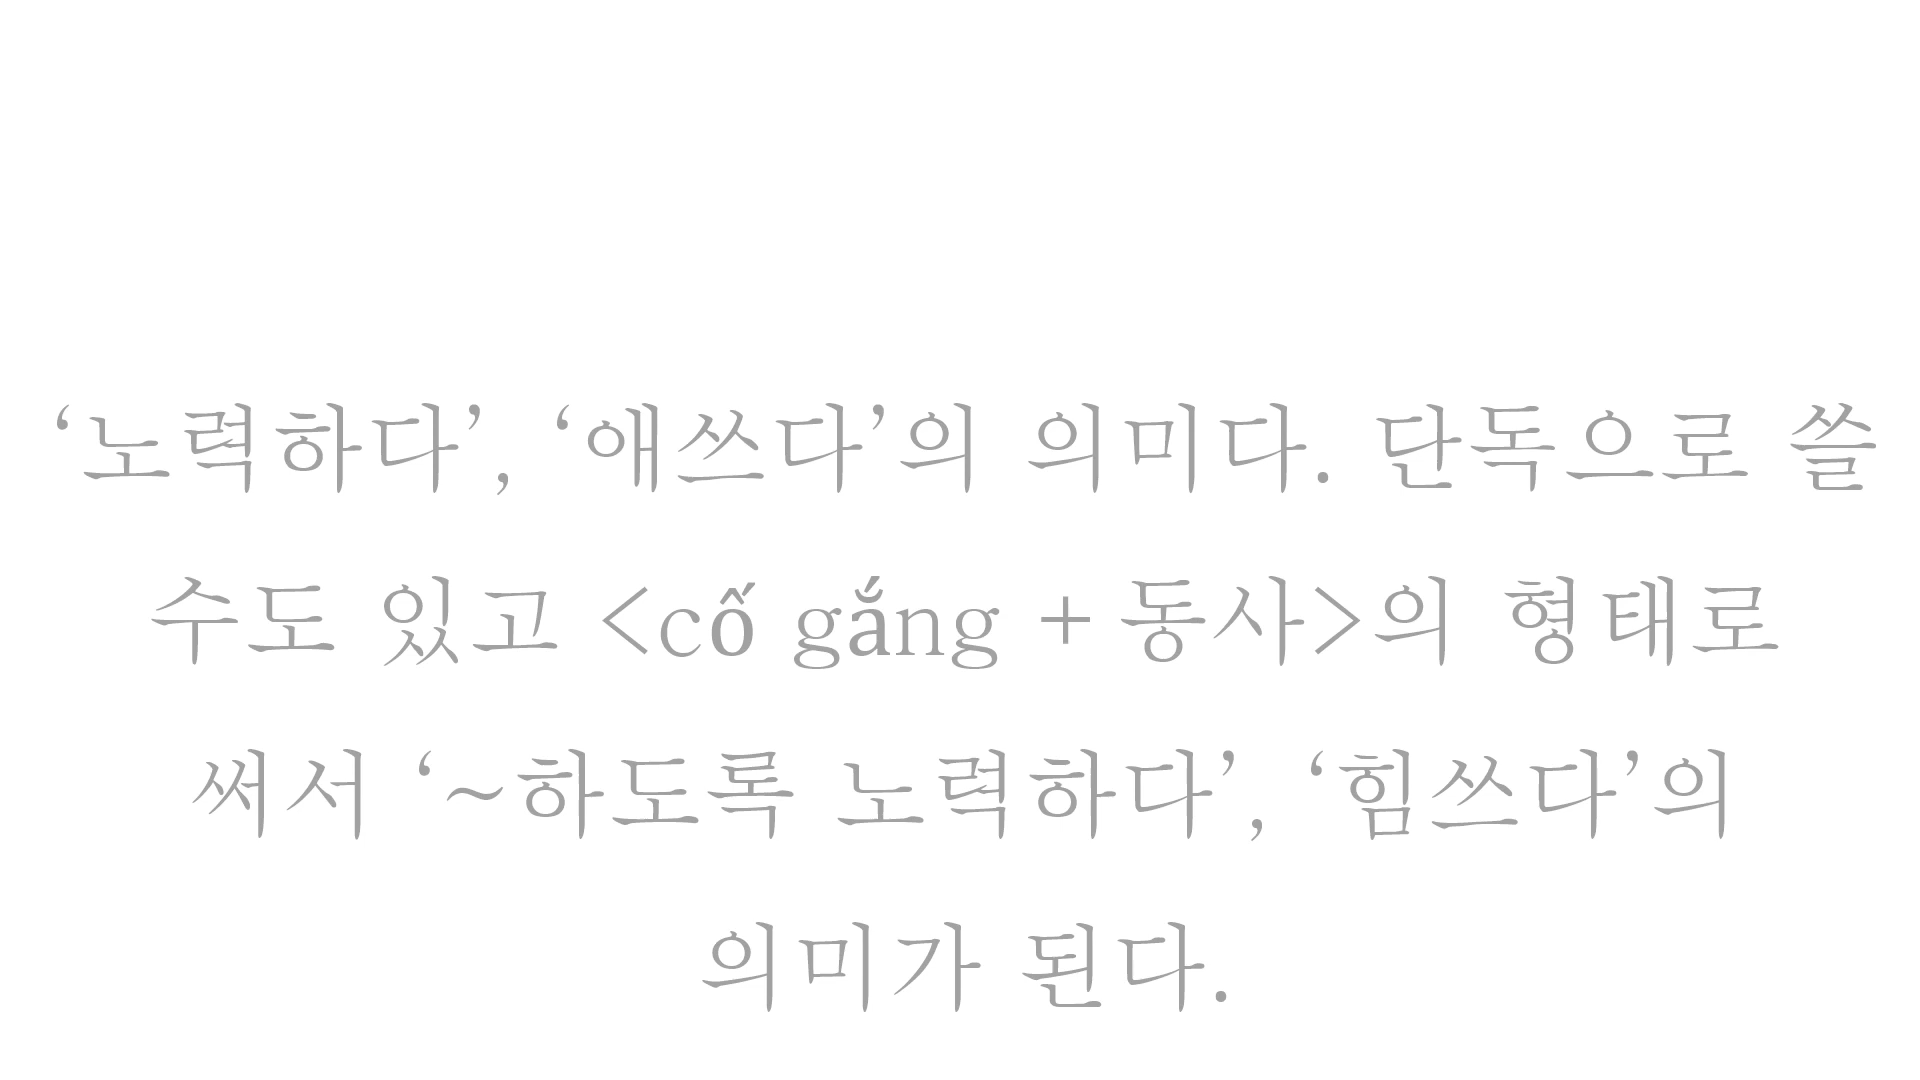 ‘노력하다’, ‘애쓰다’의 의미다. 단독으로 쓸
수도 있고 <cố gắng + 동사>의 형태로
써서 ‘~하도록 노력하다’, ‘힘쓰다’의
의미가 된다.